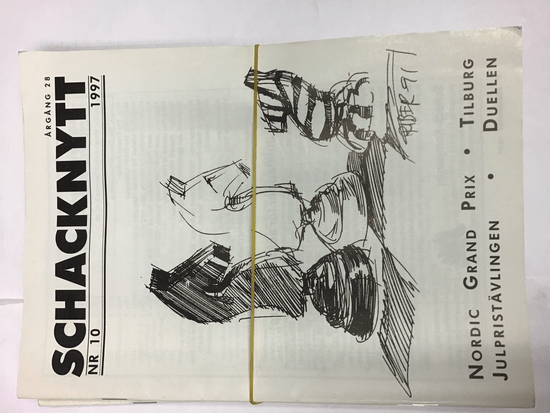 ÅRGÅNG 28
SCHACKNYTT
NR 10 1997
NORDIC GRAND PRIX • TILBURG
JULPRISTÄVLINGEN • DUELLEN